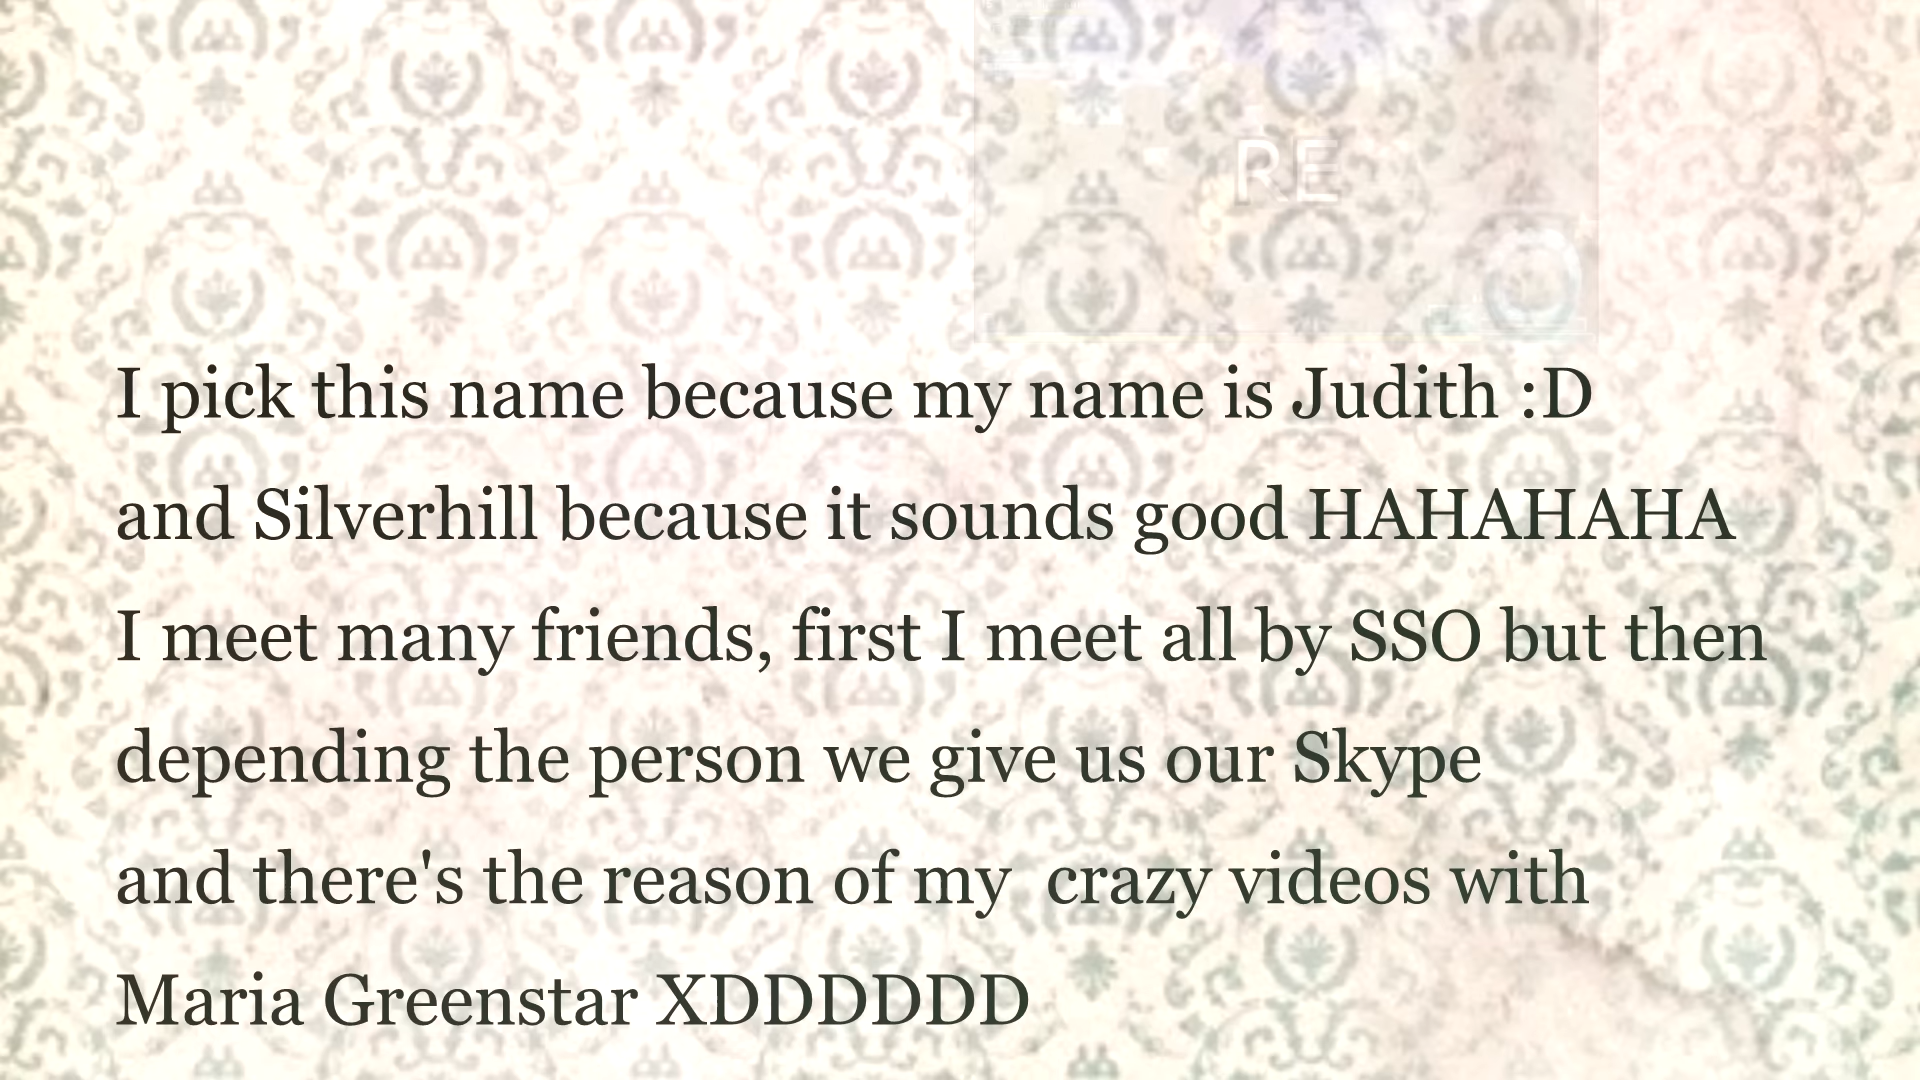 RE
I pick this name because my name is Judith :D
and Silverhill because it sounds good HAHAHAHA
I meet many friends, first I meet all by SSO but then
depending the person we give us our Skype
and there's the reason of my  crazy videos with
Maria Greenstar XDDDDDD